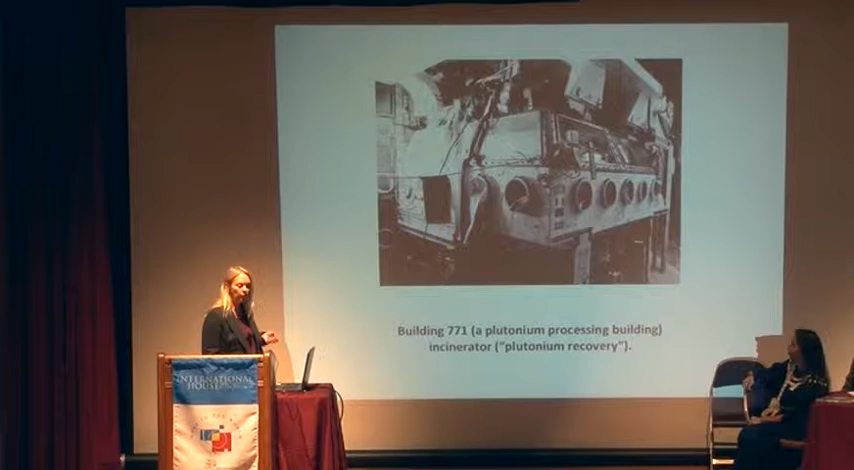 Building 771 (a plutonium processing building)
incinerator ("plutonium recovery").
INTERNATIONAL
HOUSE